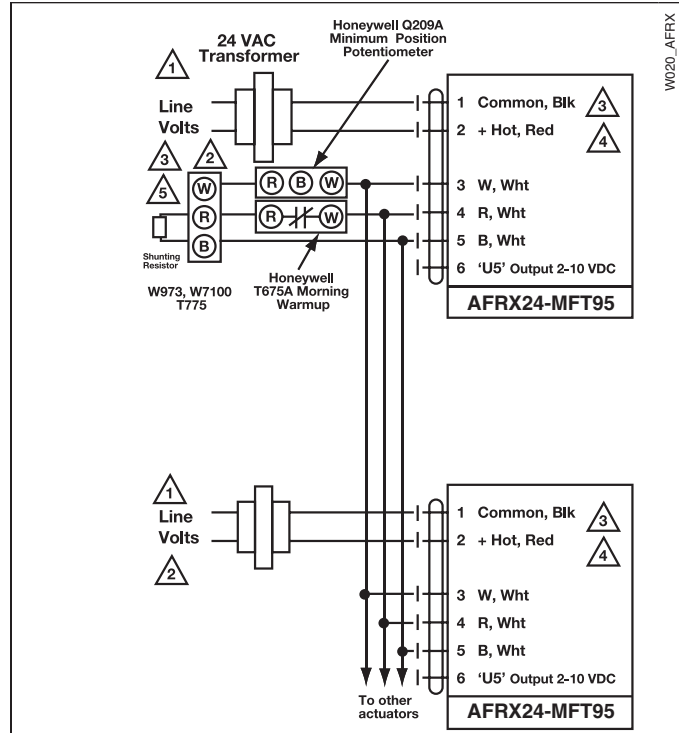 W020_AFRX
Honeywell Q209A
Minimum Position
Potentiometer
24 VAC
Transformer
1
Line
Volts
1 Common, Blk 3
2 + Hot, Red 4
3 2
5
W
R
B
R B W
R W
3 W, Wht
4 R, Wht
5 B, Wht
6 'U5' Output 2-10 VDC
AFRX24-MFT95
Shunting
Resistor
W973, W7100
T775
Honeywell
T675A Morning
Warmup
1
Line
Volts
2
1 Common, Blk 3
2 + Hot, Red 4
3 W, Wht
4 R, Wht
5 B, Wht
6 'U5' Output 2-10 VDC
AFRX24-MFT95
To other
actuators